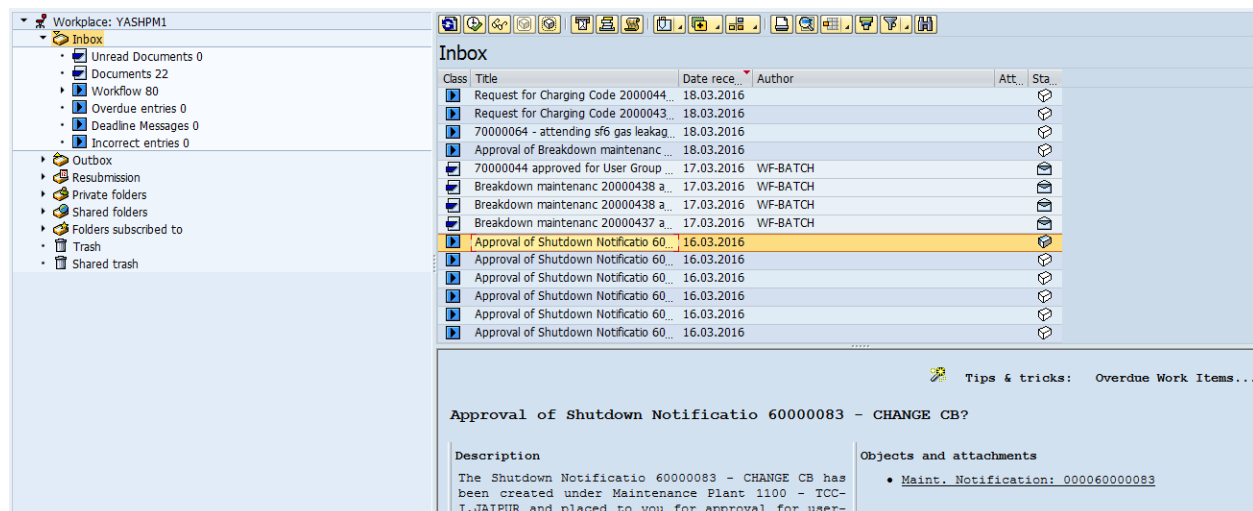 Workplace: YASHPM1
Inbox
Unread Documents 0
Documents 22
Workflow 80
Overdue entries 0
Deadline Messages 0
Incorrect entries 0
Outbox
Resubmission
Private folders
Shared folders
Folders subscribed to
Trash
Shared trash
Inbox
Class Title Date rece... Author Att... Sta...
Request for Charging Code 2000044... 18.03.2016
Request for Charging Code 2000043... 18.03.2016
70000064 - attending sf6 gas leakag... 18.03.2016
Approval of Breakdown maintenanc ... 18.03.2016
70000044 approved for User Group ... 17.03.2016 WF-BATCH
Breakdown maintenanc 20000438 a... 17.03.2016 WF-BATCH
Breakdown maintenanc 20000438 a... 17.03.2016 WF-BATCH
Breakdown maintenanc 20000437 a... 17.03.2016 WF-BATCH
Approval of Shutdown Notificatio 60... 16.03.2016
Approval of Shutdown Notificatio 60... 16.03.2016
Approval of Shutdown Notificatio 60... 16.03.2016
Approval of Shutdown Notificatio 60... 16.03.2016
Approval of Shutdown Notificatio 60... 16.03.2016
Approval of Shutdown Notificatio 60... 16.03.2016
Tips & tricks: Overdue Work Items...
Approval of Shutdown Notificatio 60000083 - CHANGE CB?
Description
The Shutdown Notificatio 60000083 - CHANGE CB has
been created under Maintenance Plant 1100 - TCC-
I,JAIPUR and placed to you for approval for user-
Objects and attachments
Maint. Notification: 000060000083